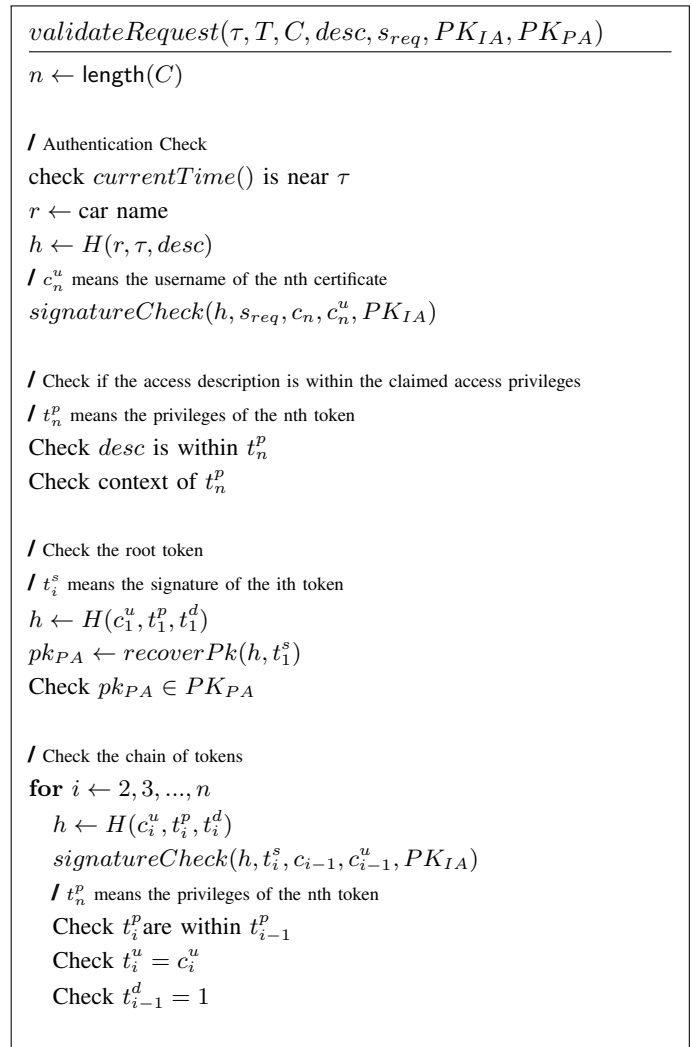 validateRequest(τ, T, C, desc, s_req, PK_IA, PK_PA)
n ← length(C)
/ Authentication Check
check currentTime() is near τ
r ← car name
h ← H(r, τ, desc)
/ c_n^u means the username of the nth certificate
signatureCheck(h, s_req, c_n, c_n^u, PK_IA)
/ Check if the access description is within the claimed access privileges
/ t_n^p means the privileges of the nth token
Check desc is within t_n^p
Check context of t_n^p
/ Check the root token
/ t_i^s means the signature of the ith token
h ← H(c_1^u, t_1^p, t_1^d)
pk_PA ← recoverPk(h, t_1^s)
Check pk_PA ∈ PK_PA
/ Check the chain of tokens
for i ← 2, 3, ..., n
h ← H(c_i^u, t_i^p, t_i^d)
signatureCheck(h, t_i^s, c_{i−1}, c_{i−1}^u, PK_IA)
/ t_n^p means the privileges of the nth token
Check t_i^p are within t_{i−1}^p
Check t_i^u = c_i^u
Check t_{i−1}^d = 1